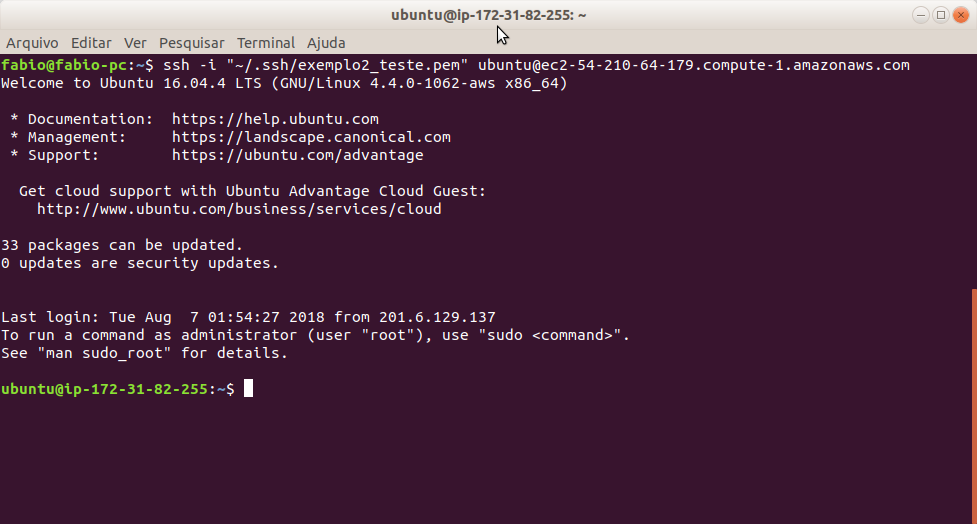 ubuntu@ip-172-31-82-255: ~
Arquivo Editar Ver Pesquisar Terminal Ajuda
fabio@fabio-pc:~$ ssh -i "~/.ssh/exemplo2_teste.pem" ubuntu@ec2-54-210-64-179.compute-1.amazonaws.com
Welcome to Ubuntu 16.04.4 LTS (GNU/Linux 4.4.0-1062-aws x86_64)
* Documentation:  https://help.ubuntu.com
* Management:     https://landscape.canonical.com
* Support:        https://ubuntu.com/advantage
Get cloud support with Ubuntu Advantage Cloud Guest:
http://www.ubuntu.com/business/services/cloud
33 packages can be updated.
0 updates are security updates.
Last login: Tue Aug  7 01:54:27 2018 from 201.6.129.137
To run a command as administrator (user "root"), use "sudo <command>".
See "man sudo_root" for details.
ubuntu@ip-172-31-82-255:~$